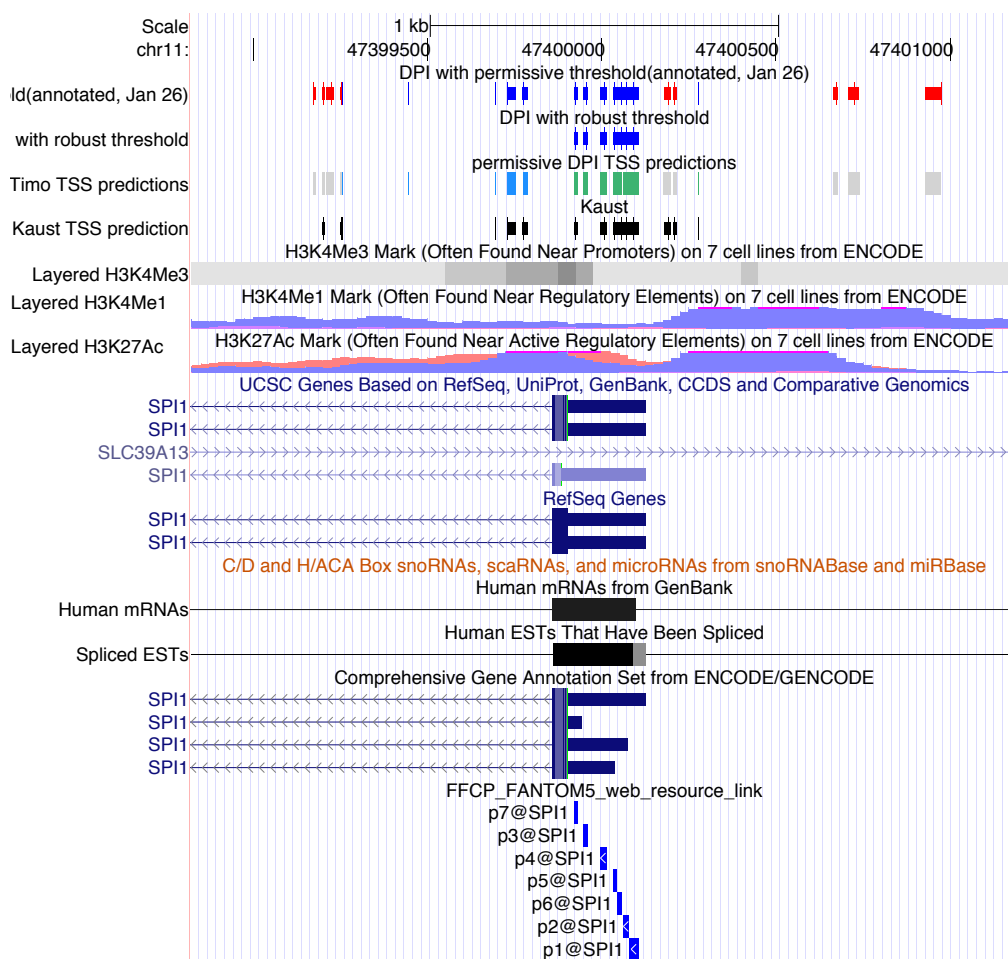 Scale 1 kb
chr11: 47399500 47400000 47400500 47401000
DPI with permissive threshold(annotated, Jan 26)
ld(annotated, Jan 26)
DPI with robust threshold
with robust threshold
permissive DPI TSS predictions
Timo TSS predictions
Kaust
Kaust TSS prediction
H3K4Me3 Mark (Often Found Near Promoters) on 7 cell lines from ENCODE
Layered H3K4Me3
H3K4Me1 Mark (Often Found Near Regulatory Elements) on 7 cell lines from ENCODE
Layered H3K4Me1
H3K27Ac Mark (Often Found Near Active Regulatory Elements) on 7 cell lines from ENCODE
Layered H3K27Ac
UCSC Genes Based on RefSeq, UniProt, GenBank, CCDS and Comparative Genomics
SPI1
SPI1
SLC39A13
SPI1
RefSeq Genes
SPI1
SPI1
C/D and H/ACA Box snoRNAs, scaRNAs, and microRNAs from snoRNABase and miRBase
Human mRNAs from GenBank
Human mRNAs
Human ESTs That Have Been Spliced
Spliced ESTs
Comprehensive Gene Annotation Set from ENCODE/GENCODE
SPI1
SPI1
SPI1
SPI1
FFCP_FANTOM5_web_resource_link
p7@SPI1
p3@SPI1
p4@SPI1
p5@SPI1
p6@SPI1
p2@SPI1
p1@SPI1